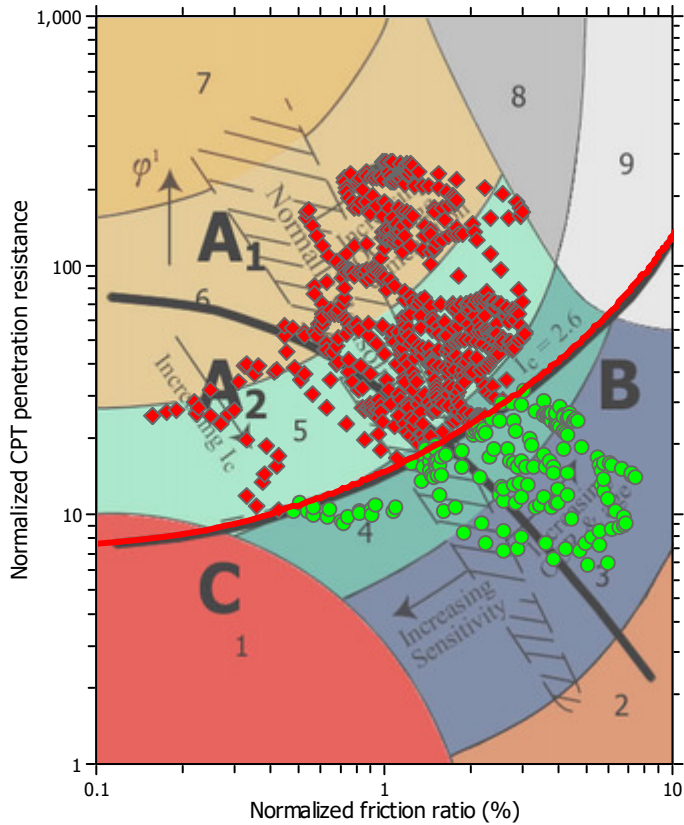 1,000
7
8
9
φ¹
A1
Normalized CPT penetration resistance
100
6
Increasing Ic
A2
Ic = 2.6
B
5
10
4
3
C
Increasing
Sensitivity
1
2
1
0.1
1
10
Normalized friction ratio (%)